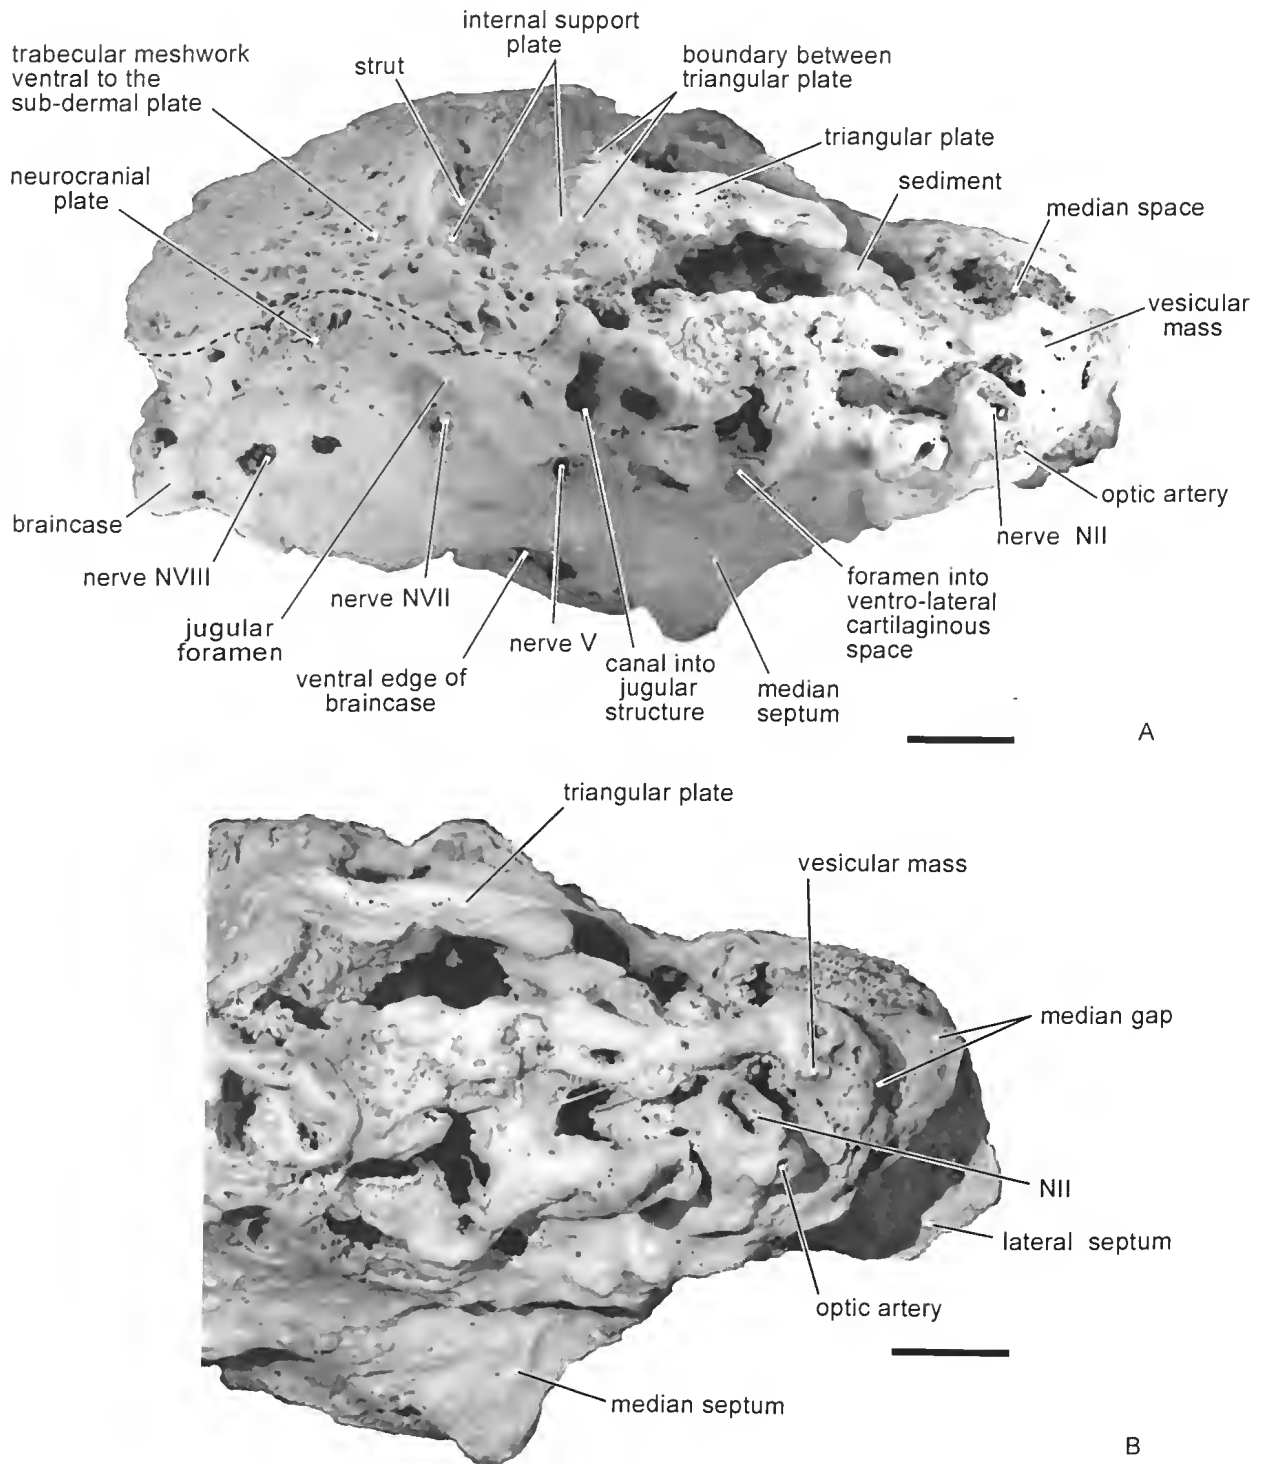 internal support
plate
trabecular meshwork
ventral to the
sub-dermal plate
strut
boundary between
triangular plate
triangular plate
neurocranial
plate
sediment
median space
vesicular
mass
optic artery
braincase
nerve NII
nerve NVIII
nerve NVII
foramen into
ventro-lateral
cartilaginous
space
jugular
foramen
nerve V
canal into
jugular
structure
ventral edge of
braincase
median
septum
A
triangular plate
vesicular mass
median gap
NII
lateral septum
optic artery
median septum
B